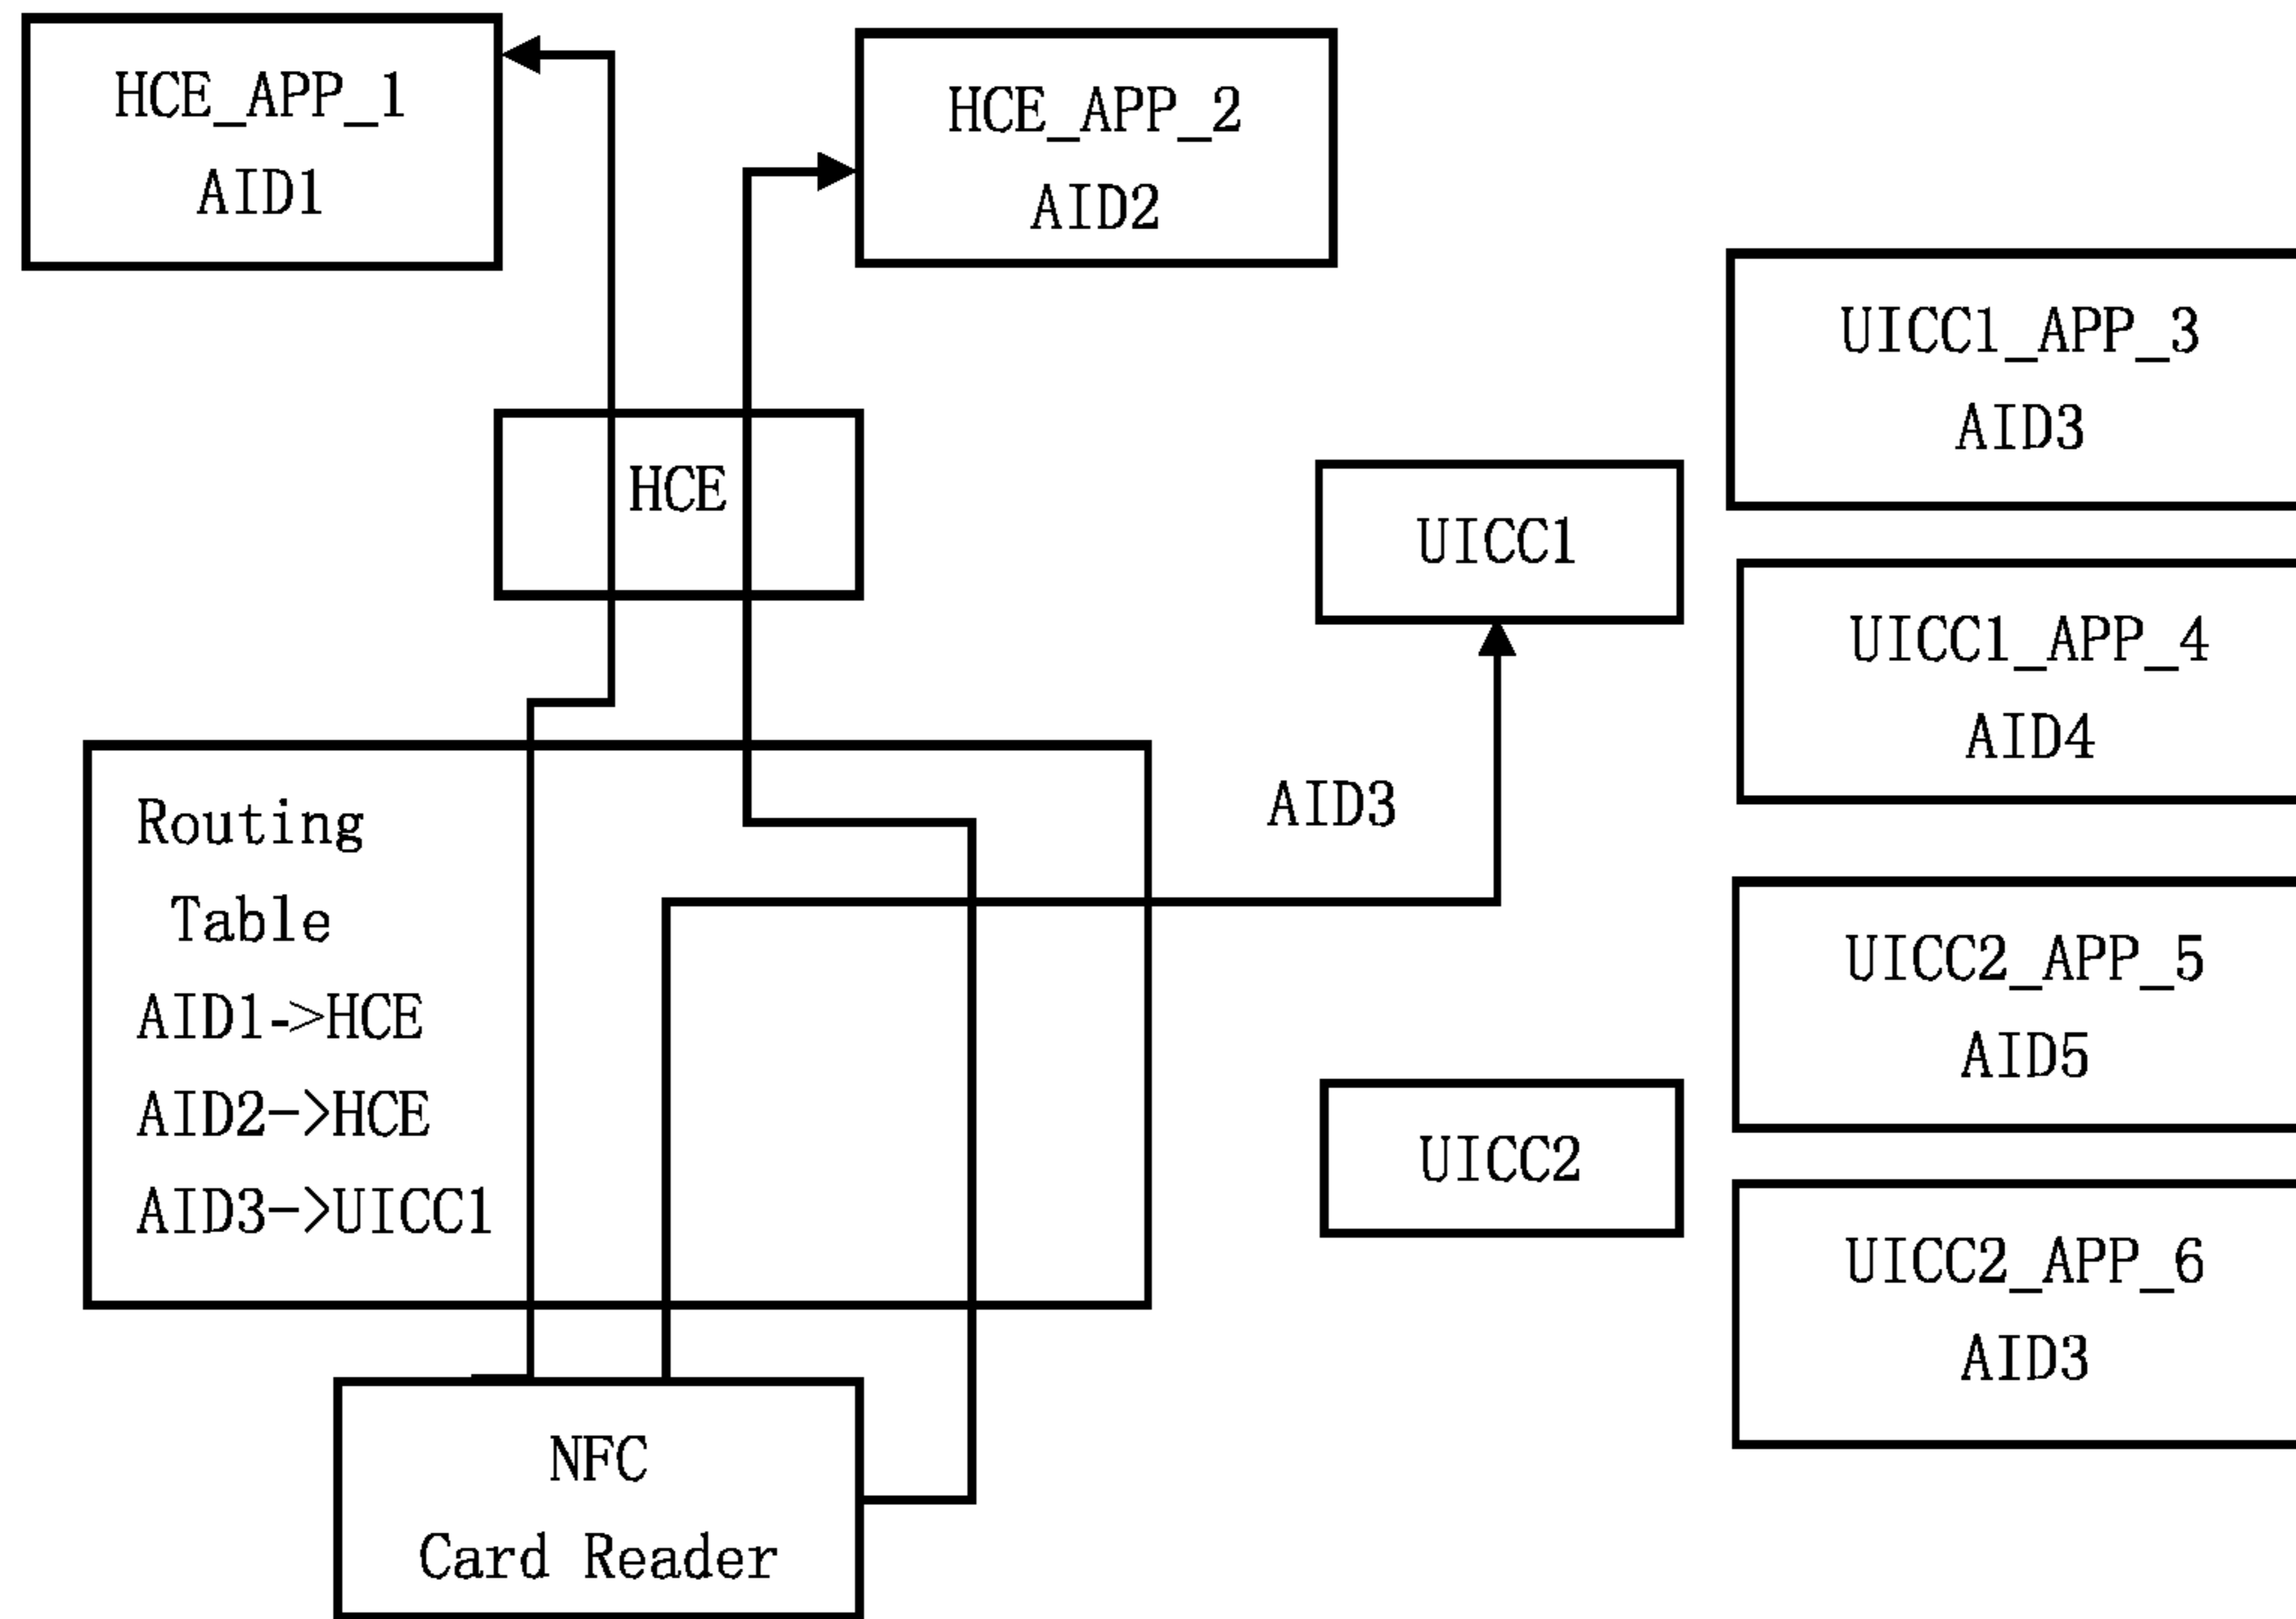 HCE_APP_1
AID1
HCE_APP_2
AID2
HCE
UICC1
UICC1_APP_3
AID3
UICC1_APP_4
AID4
Routing
Table
AID1->HCE
AID2->HCE
AID3->UICC1
AID3
UICC2
UICC2_APP_5
AID5
UICC2_APP_6
AID3
NFC
Card Reader